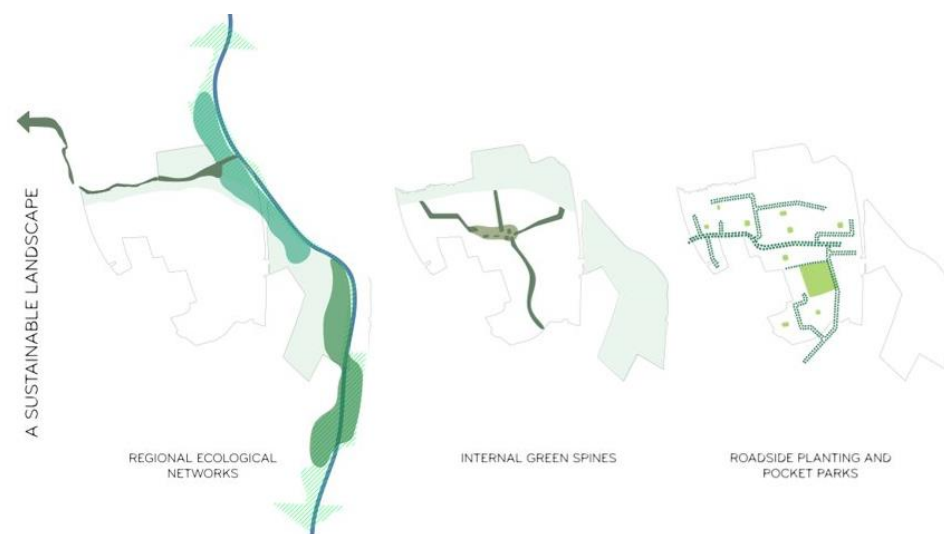 A SUSTAINABLE LANDSCAPE
REGIONAL ECOLOGICAL
NETWORKS
INTERNAL GREEN SPINES
ROADSIDE PLANTING AND
POCKET PARKS